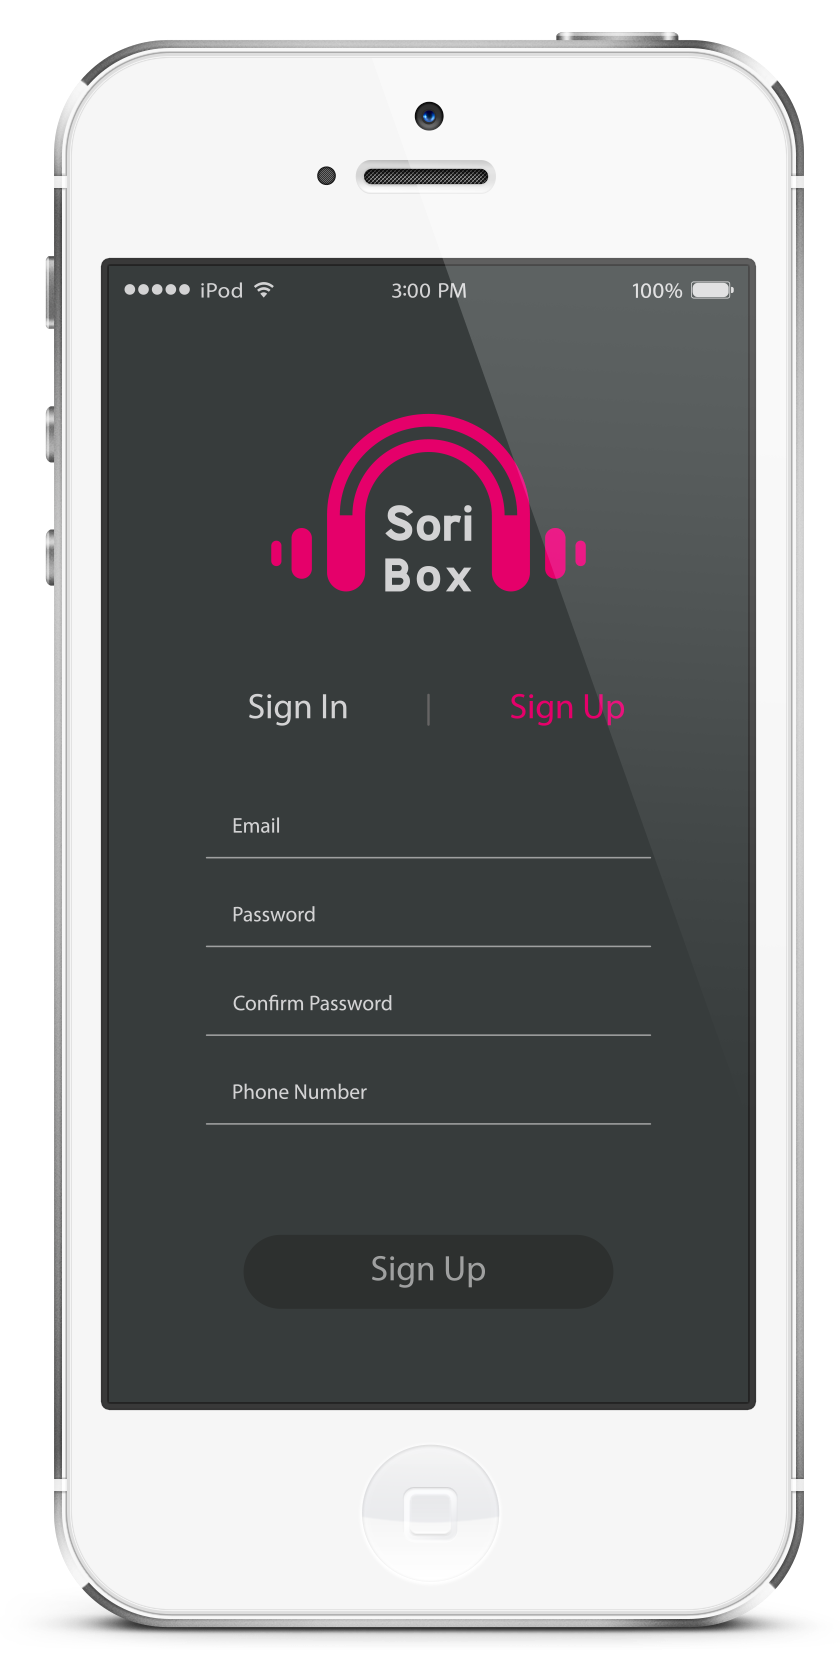 iPod 3:00 PM 100%
Sori
Box
Sign In | Sign Up
Email
Password
Confirm Password
Phone Number
Sign Up